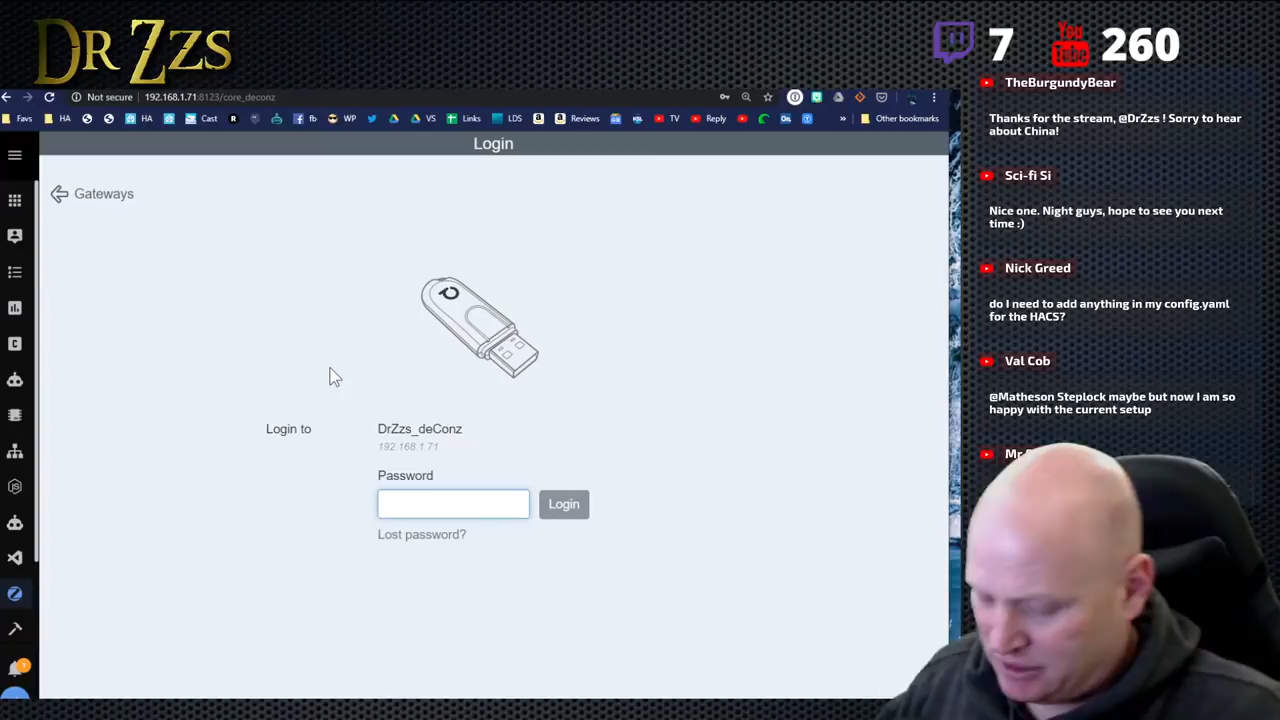 DR ZZS
7
You Tube 260
Not secure 192.168.1.71:8123/core_deconz
Favs HA HA Cast fb WP VS Links LDS Reviews TV Reply » Other bookmarks
Login
Gateways
Login to DrZzs_deConz
192.168.1.71
Password
Login
Lost password?
TheBurgundyBear
Thanks for the stream, @DrZzs ! Sorry to hear
about China!
Sci-fi Si
Nice one. Night guys, hope to see you next
time :)
Nick Greed
do I need to add anything in my config.yaml
for the HACS?
Val Cob
@Matheson Steplock maybe but now I am so
happy with the current setup